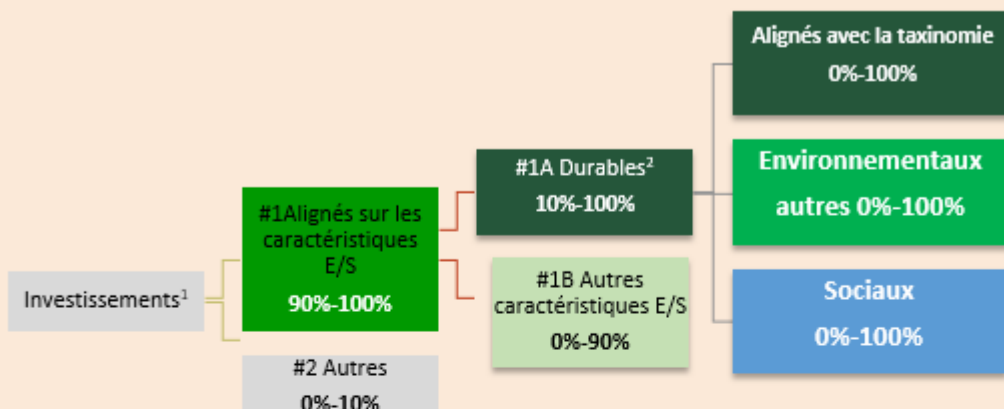 Investissements¹
#1Alignés sur les
caractéristiques
E/S
90%-100%
#2 Autres
0%-10%
#1A Durables²
10%-100%
#1B Autres
caractéristiques E/S
0%-90%
Alignés avec la taxinomie
0%-100%
Environnementaux
autres 0%-100%
Sociaux
0%-100%